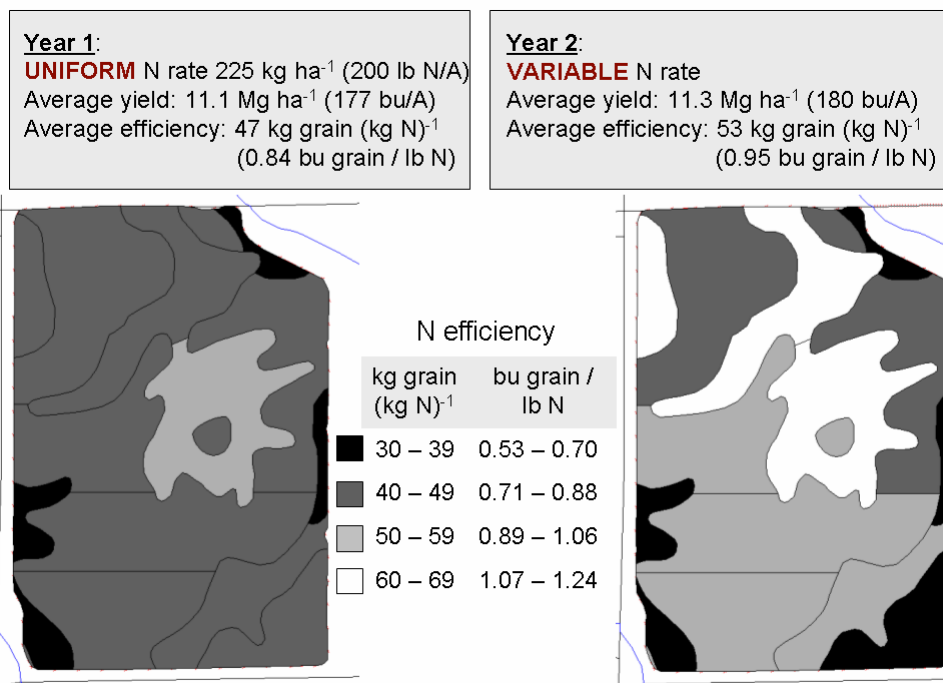 Year 1:
UNIFORM N rate 225 kg ha⁻¹ (200 lb N/A)
Average yield: 11.1 Mg ha⁻¹ (177 bu/A)
Average efficiency: 47 kg grain (kg N)⁻¹
(0.84 bu grain / lb N)
Year 2:
VARIABLE N rate
Average yield: 11.3 Mg ha⁻¹ (180 bu/A)
Average efficiency: 53 kg grain (kg N)⁻¹
(0.95 bu grain / lb N)
N efficiency
kg grain bu grain /
(kg N)⁻¹ lb N
30 – 39 0.53 – 0.70
40 – 49 0.71 – 0.88
50 – 59 0.89 – 1.06
60 – 69 1.07 – 1.24